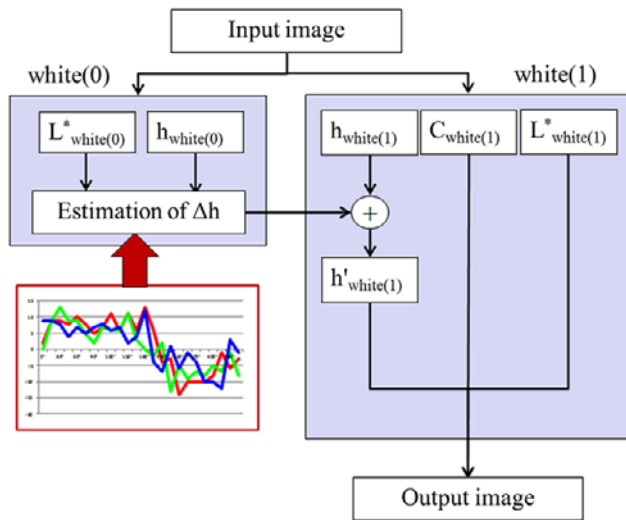 Input image
white(0)
white(1)
L*white(0)
hwhite(0)
hwhite(1)
Cwhite(1)
L*white(1)
Estimation of Δh
+
h'white(1)
Output image